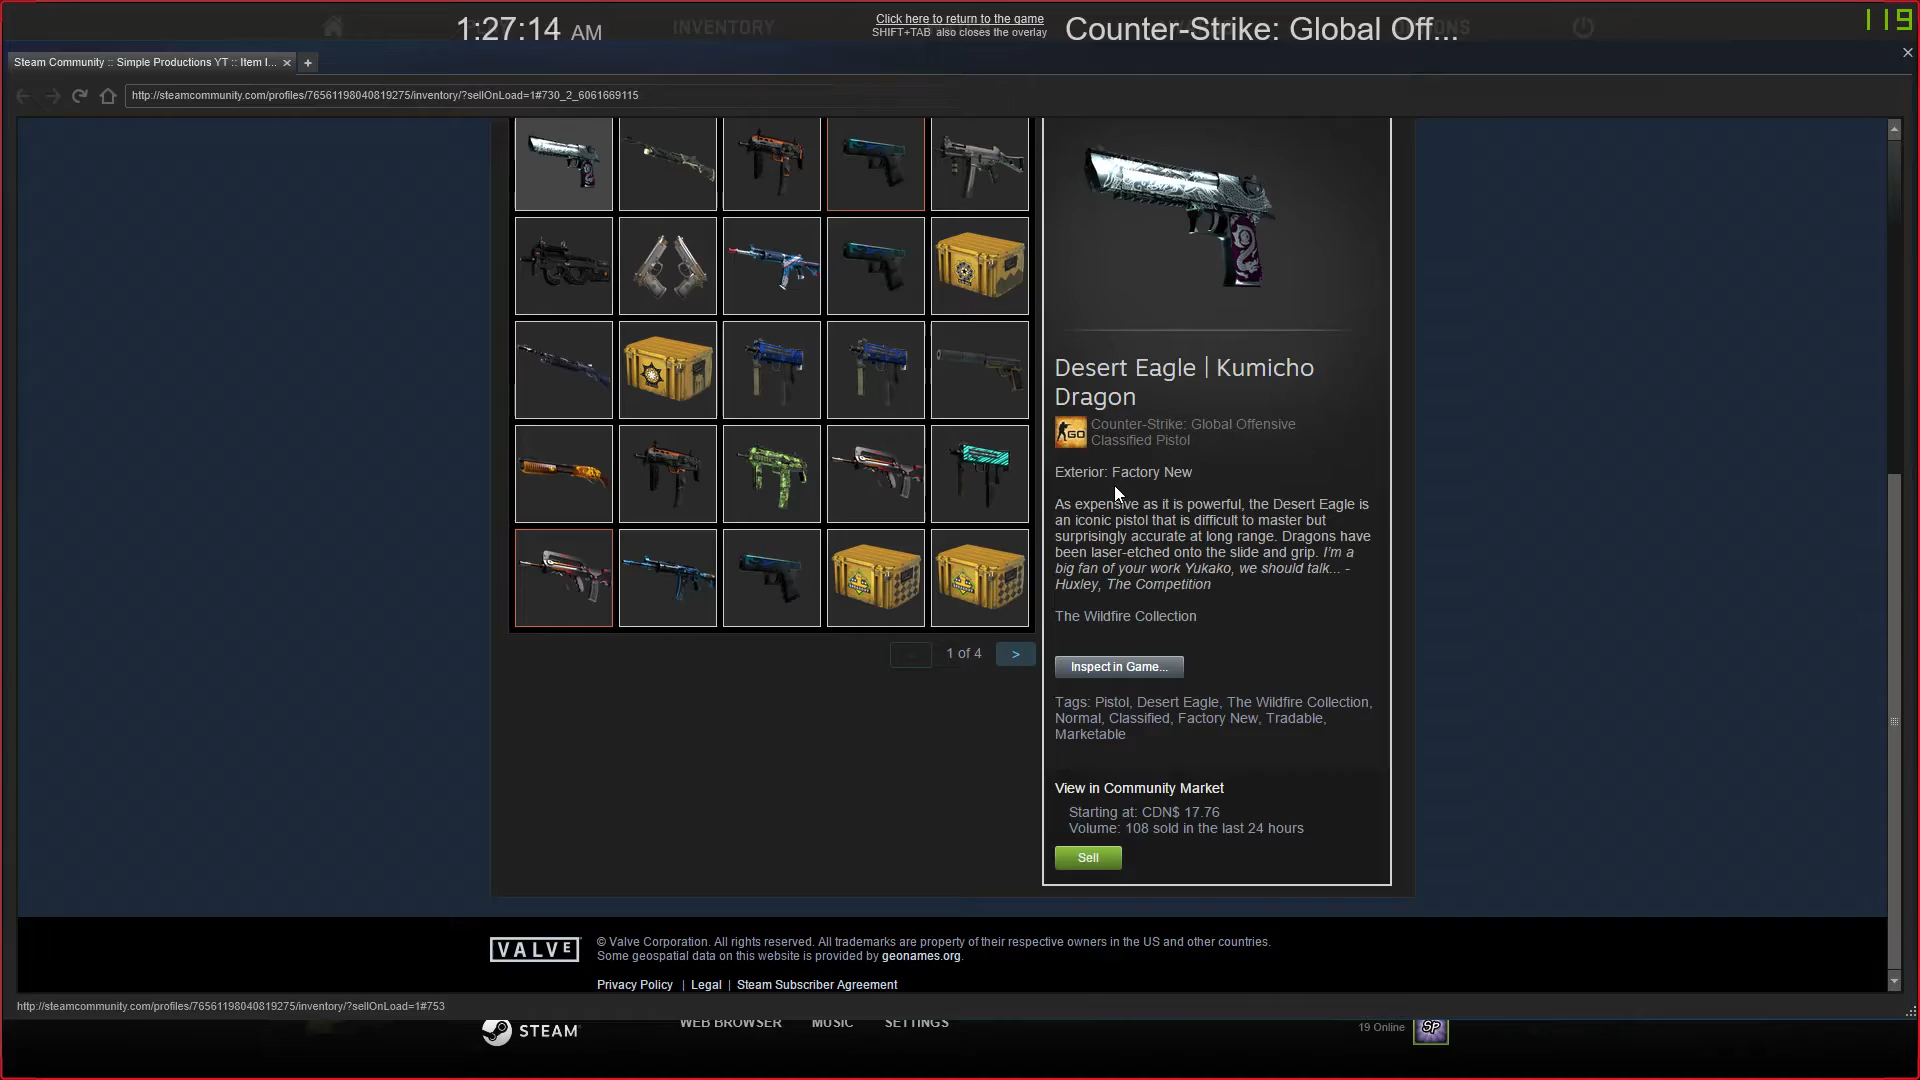 1:27:14 AM
INVENTORY
Click here to return to the game
SHIFT+TAB also closes the overlay
Counter-Strike: Global Off...
119
Steam Community :: Simple Productions YT :: Item I...
http://steamcommunity.com/profiles/76561198040819275/inventory/?sellOnLoad=1#730_2_6061669115
Desert Eagle | Kumicho
Dragon
GO
Counter-Strike: Global Offensive
Classified Pistol
Exterior: Factory New
As expensive as it is powerful, the Desert Eagle is
an iconic pistol that is difficult to master but
surprisingly accurate at long range. Dragons have
been laser-etched onto the slide and grip. I'm a
big fan of your work Yukako, we should talk... -
Huxley, The Competition
The Wildfire Collection
1 of 4 >
Inspect in Game...
Tags: Pistol, Desert Eagle, The Wildfire Collection,
Normal, Classified, Factory New, Tradable,
Marketable
View in Community Market
Starting at: CDN$ 17.76
Volume: 108 sold in the last 24 hours
Sell
VALVE
© Valve Corporation. All rights reserved. All trademarks are property of their respective owners in the US and other countries.
Some geospatial data on this website is provided by geonames.org.
Privacy Policy | Legal | Steam Subscriber Agreement
http://steamcommunity.com/profiles/76561198040819275/inventory/?sellOnLoad=1#753
STEAM
WEB BROWSER
MUSIC
SETTINGS
19 Online
SP